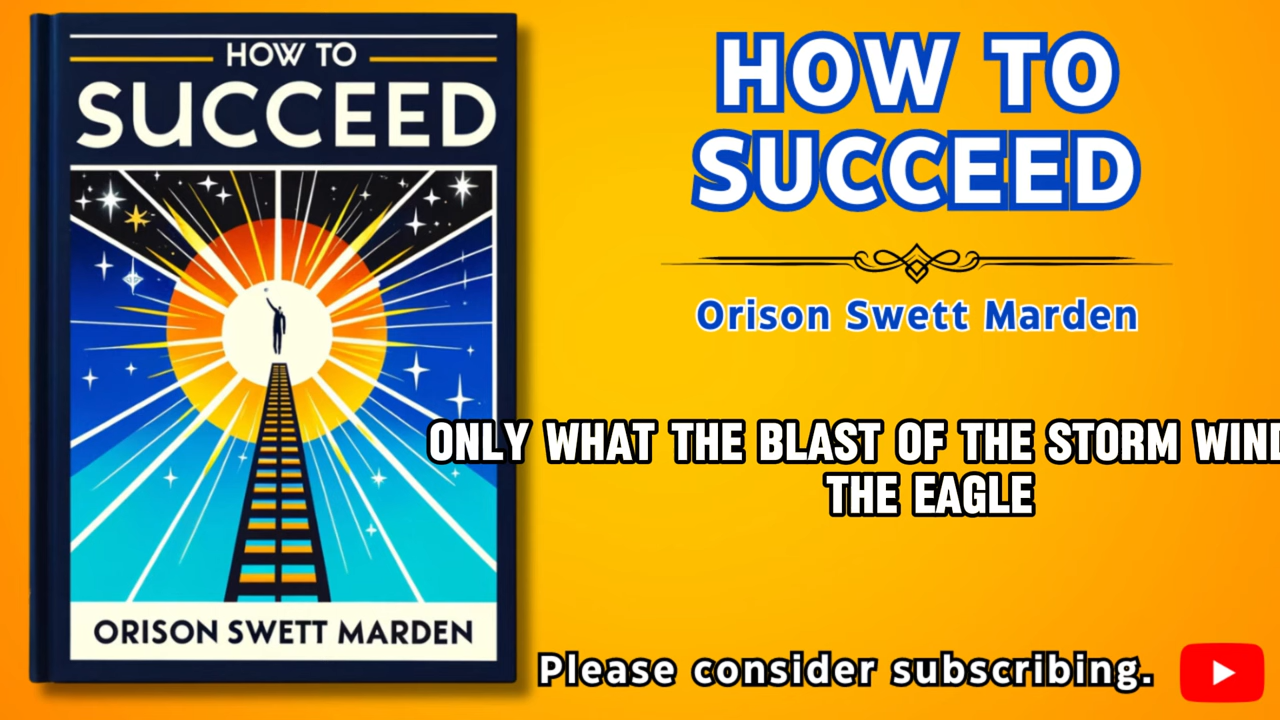 HOW TO
SUCCEED
ORISON SWETT MARDEN
HOW TO
SUCCEED
Orison Swett Marden
ONLY WHAT THE BLAST OF THE STORM WIND
THE EAGLE
Please consider subscribing.